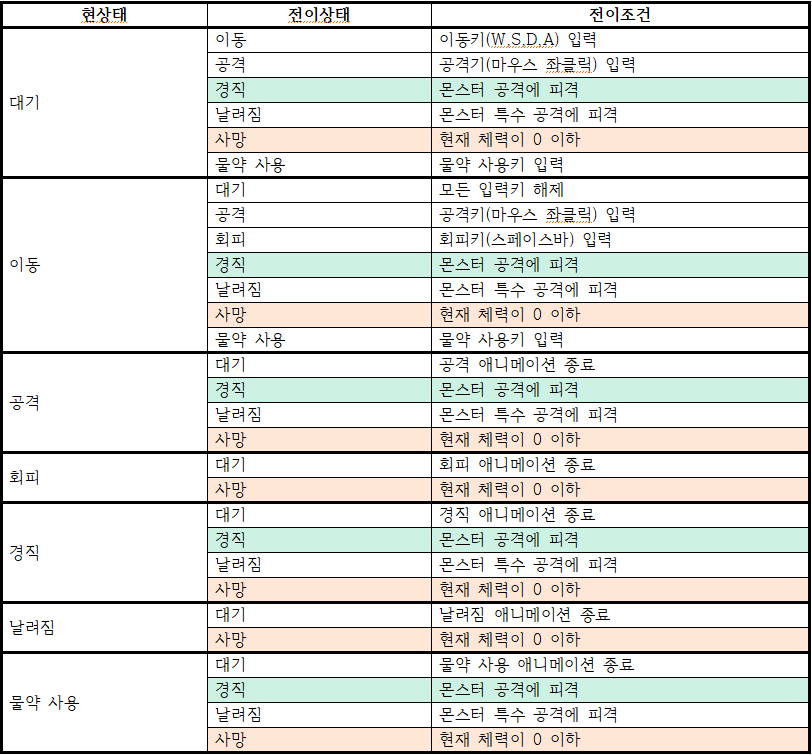 현상태 전이상태 전이조건
대기
이동 이동키(W,S,D,A) 입력
공격 공격기(마우스 좌클릭) 입력
경직 몬스터 공격에 피격
날려짐 몬스터 특수 공격에 피격
사망 현재 체력이 0 이하
물약 사용 물약 사용키 입력
이동
대기 모든 입력키 해제
공격 공격키(마우스 좌클릭) 입력
회피 회피키(스페이스바) 입력
경직 몬스터 공격에 피격
날려짐 몬스터 특수 공격에 피격
사망 현재 체력이 0 이하
물약 사용 물약 사용키 입력
공격
대기 공격 애니메이션 종료
경직 몬스터 공격에 피격
날려짐 몬스터 특수 공격에 피격
사망 현재 체력이 0 이하
회피
대기 회피 애니메이션 종료
사망 현재 체력이 0 이하
경직
대기 경직 애니메이션 종료
경직 몬스터 공격에 피격
날려짐 몬스터 특수 공격에 피격
사망 현재 체력이 0 이하
날려짐
대기 날려짐 애니메이션 종료
사망 현재 체력이 0 이하
물약 사용
대기 물약 사용 애니메이션 종료
경직 몬스터 공격에 피격
날려짐 몬스터 특수 공격에 피격
사망 현재 체력이 0 이하